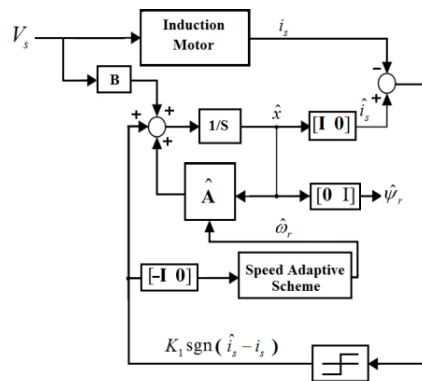 V_s
Induction
Motor
i_s
B
−
+
+
+
+
1/S
x̂
[I 0]
î_s
Â
[0 I]
ψ̂_r
ω̂_r
[-I 0]
Speed Adaptive
Scheme
K_1 sgn(î_s − i_s)